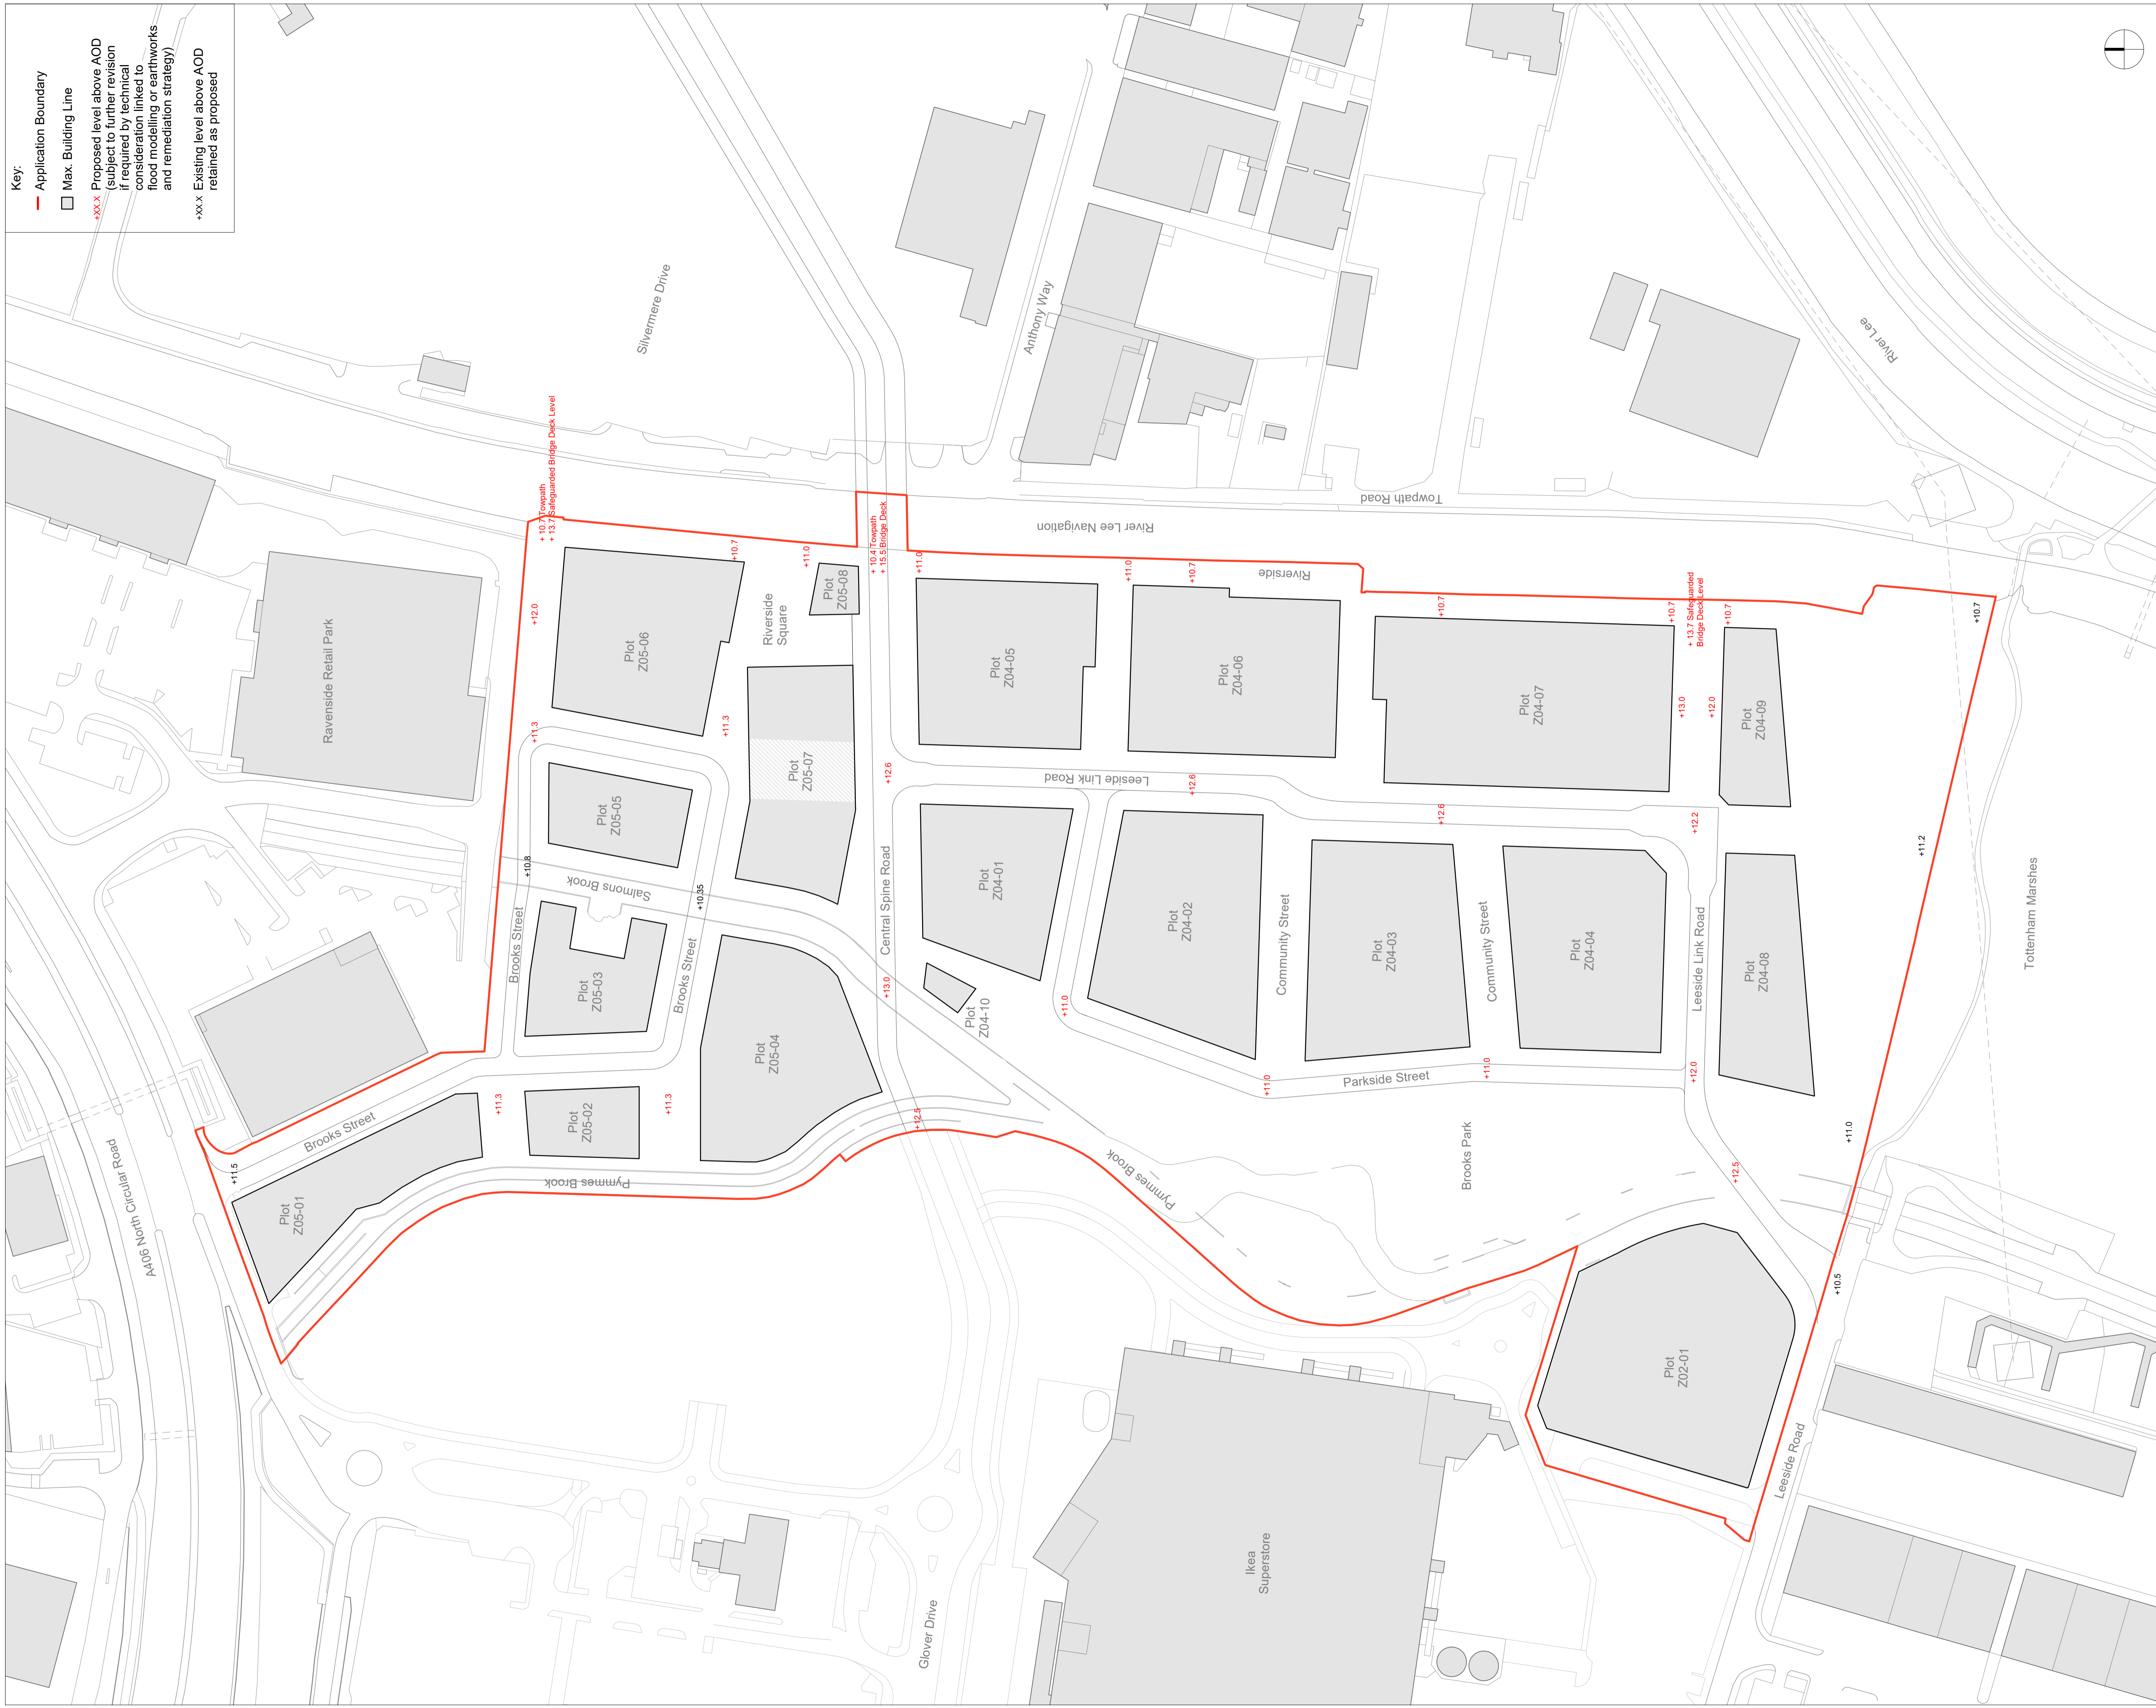 Key:
Application Boundary
Max. Building Line
+XX.X Proposed level above AOD
(subject to further revision
if required by technical
consideration linked to
flood modelling or earthworks
and remediation strategy)
+XX.X Existing level above AOD
retained as proposed
A406 North Circular Road
Ravenside Retail Park
Silvermere Drive
Anthony Way
Towpath Road
River Lee Navigation
River Lee
Riverside
Tottenham Marshes
Leeside Road
Glover Drive
Ikea
Superstore
Brooks Street
+11.5
Plot
Z05-01
Pymmes Brook
+11.3
Plot
Z05-02
+11.3
Brooks Street
Plot
Z05-03
Brooks Street
+10.8
Salmons Brook
+10.35
Plot
Z05-04
Plot
Z05-05
+11.3
+12.0
+ 10.7 Towpath
+ 13.7 Safeguarded Bridge Deck Level
Plot
Z05-06
+10.7
+11.3
Riverside
Square
+11.0
Plot
Z05-08
Plot
Z05-07
+ 10.4 Towpath
+ 15.5 Bridge Deck
+11.0
+12.6
Central Spine Road
+13.0
+12.5
Plot
Z04-10
Plot
Z04-01
Plot
Z04-05
Leeside Link Road
+11.0
+10.7
Plot
Z04-06
+12.6
Plot
Z04-02
+11.0
+11.0
Community Street
Plot
Z04-03
Parkside Street
Community Street
+11.0
+12.6
Plot
Z04-04
+10.7
Plot
Z04-07
+10.7
+ 13.7 Safeguarded
Bridge Deck Level
+10.7
+13.0
+12.0
Plot
Z04-09
+12.2
Leeside Link Road
+12.0
Plot
Z04-08
+10.7
+11.2
+11.0
+12.5
+10.5
Brooks Park
Pymmes Brook
Plot
Z02-01